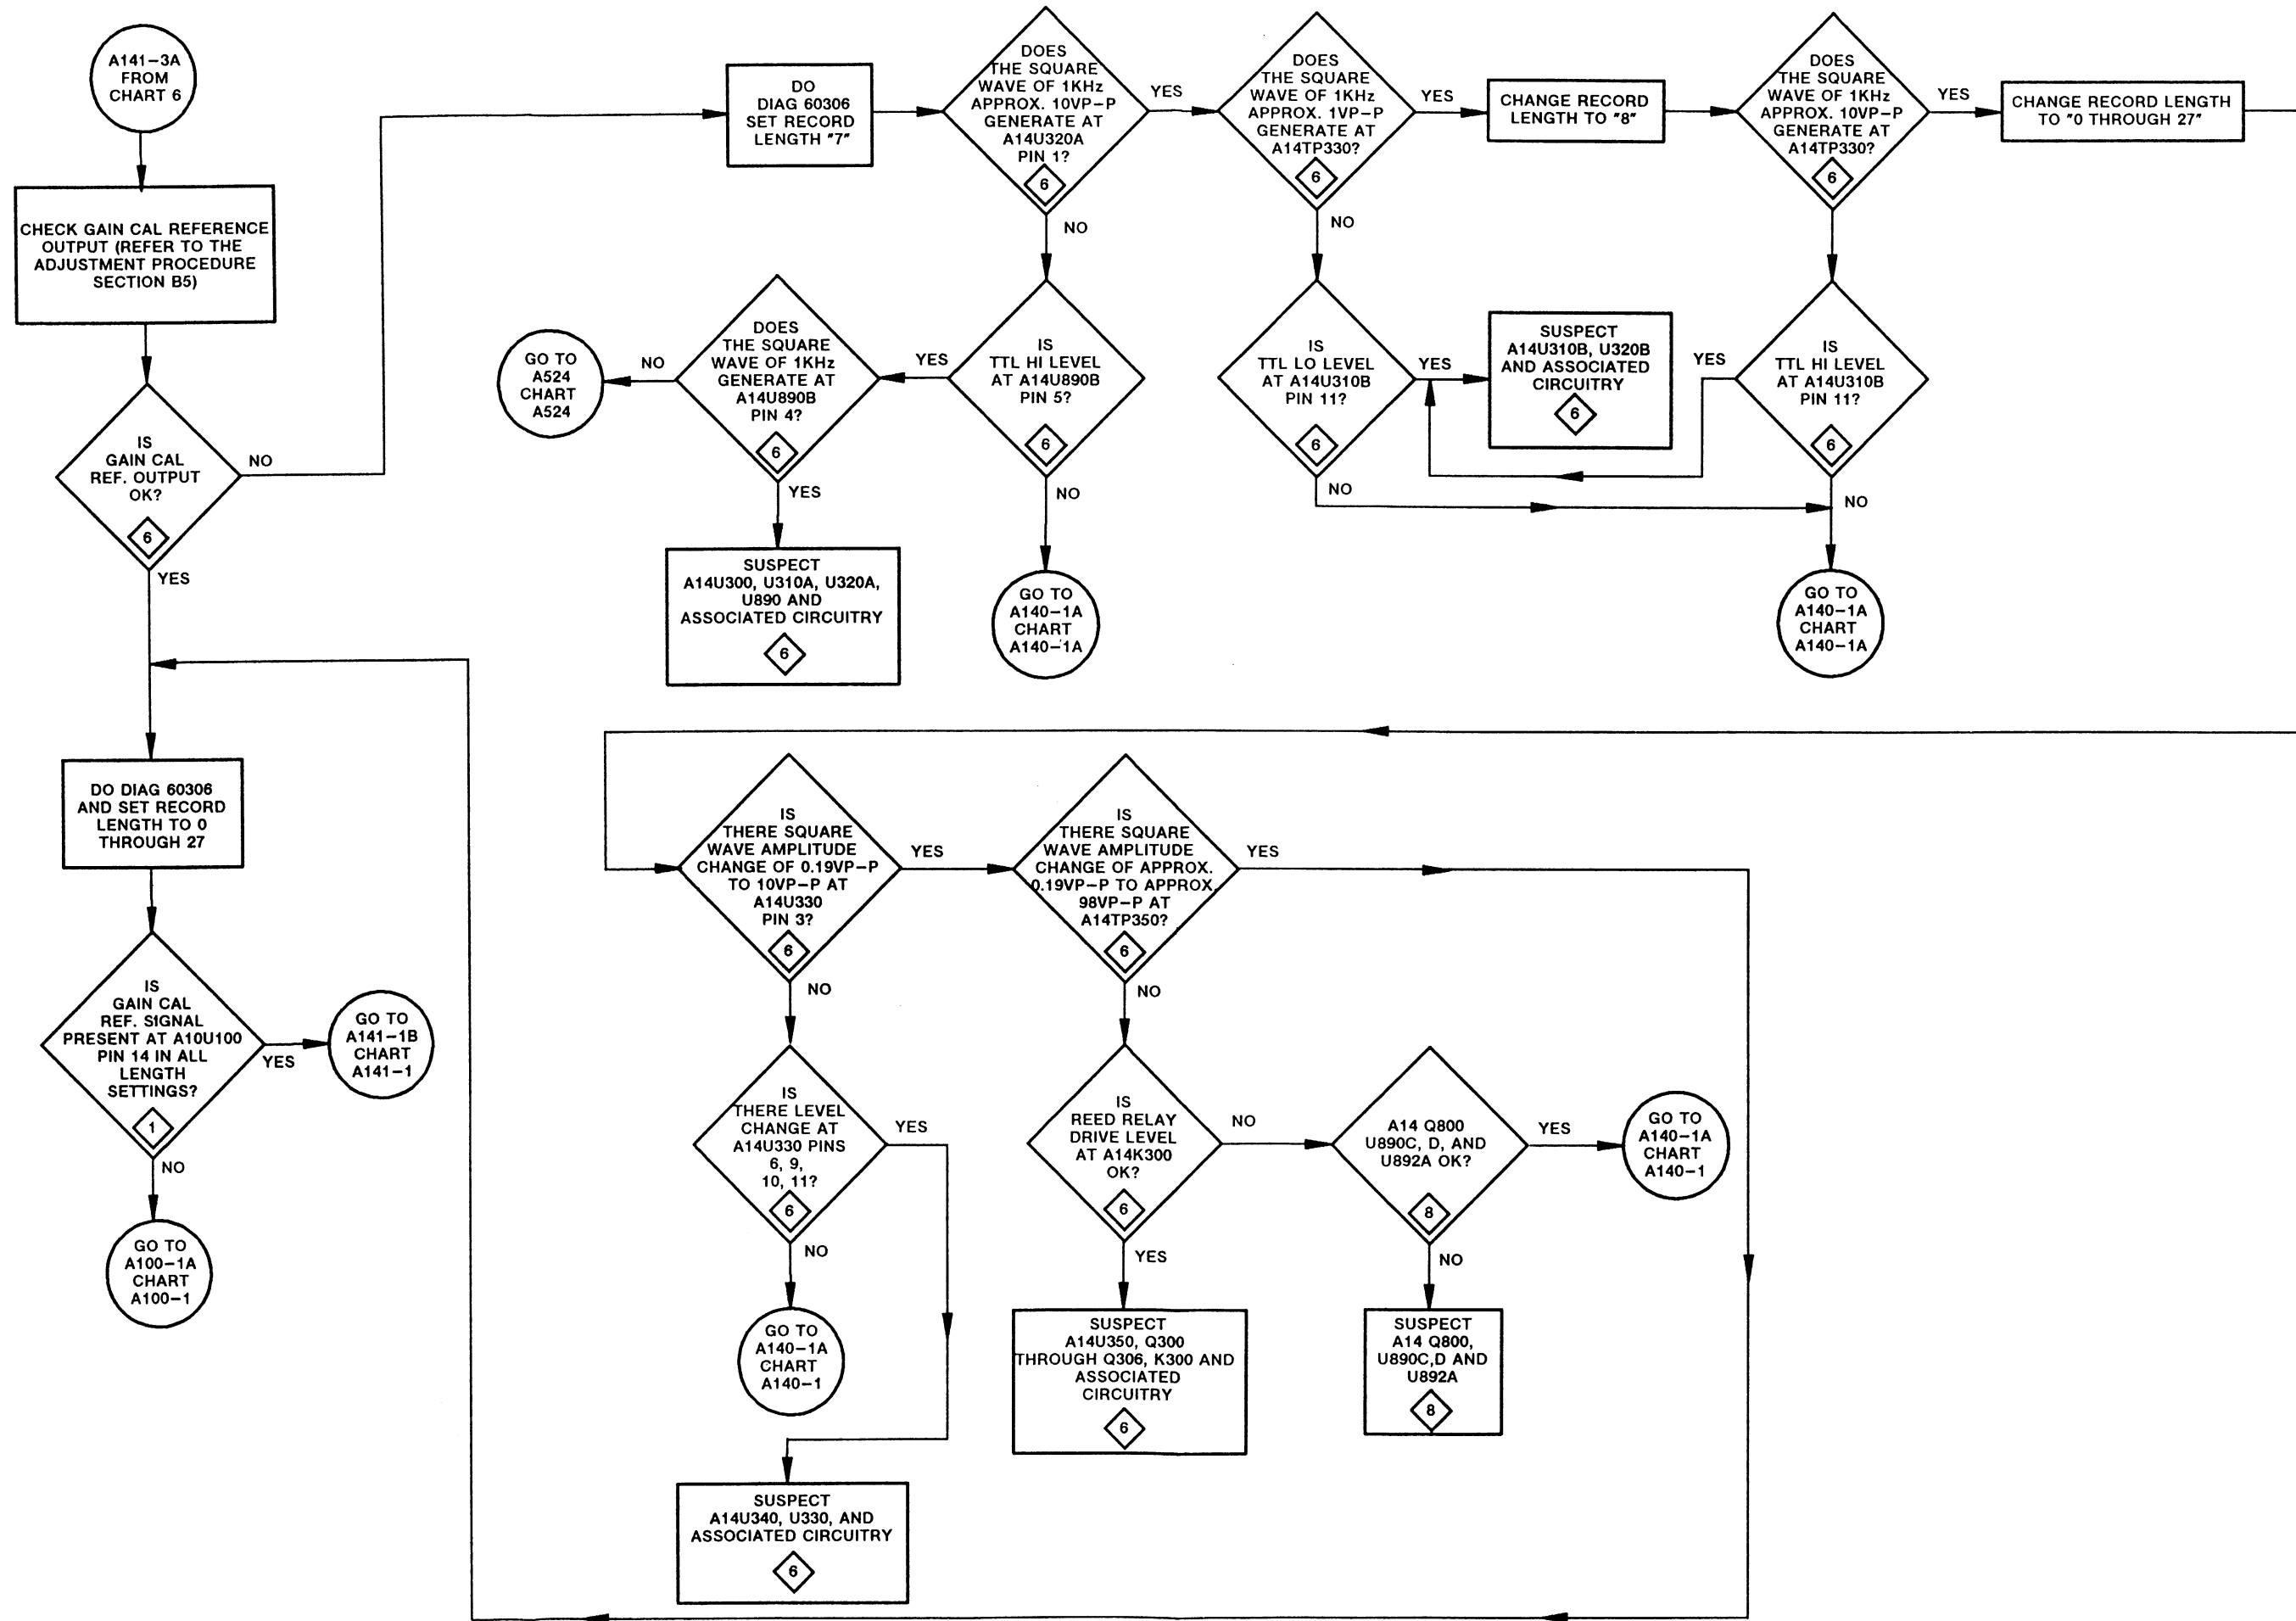 A141-3A
FROM
CHART 6
CHECK GAIN CAL REFERENCE
OUTPUT (REFER TO THE
ADJUSTMENT PROCEDURE
SECTION B5)
IS
GAIN CAL
REF. OUTPUT
OK?
6
NO
YES
DO DIAG 60306
AND SET RECORD
LENGTH TO 0
THROUGH 27
IS
GAIN CAL
REF. SIGNAL
PRESENT AT A10U100
PIN 14 IN ALL
LENGTH
SETTINGS?
1
YES
GO TO
A141-1B
CHART
A141-1
NO
GO TO
A100-1A
CHART
A100-1
DO
DIAG 60306
SET RECORD
LENGTH "7"
DOES
THE SQUARE
WAVE OF 1KHz
APPROX. 10VP-P
GENERATE AT
A14U320A
PIN 1?
6
YES
NO
DOES
THE SQUARE
WAVE OF 1KHz
APPROX. 1VP-P
GENERATE AT
A14TP330?
6
YES
NO
CHANGE RECORD
LENGTH TO "8"
DOES
THE SQUARE
WAVE OF 1KHz
APPROX. 10VP-P
GENERATE AT
A14TP330?
6
YES
CHANGE RECORD LENGTH
TO "0 THROUGH 27"
GO TO
A524
CHART
A524
NO
DOES
THE SQUARE
WAVE OF 1KHz
GENERATE AT
A14U890B
PIN 4?
6
YES
YES
IS
TTL HI LEVEL
AT A14U890B
PIN 5?
6
NO
IS
TTL LO LEVEL
AT A14U310B
PIN 11?
6
YES
NO
SUSPECT
A14U310B, U320B
AND ASSOCIATED
CIRCUITRY
6
YES
IS
TTL HI LEVEL
AT A14U310B
PIN 11?
6
NO
SUSPECT
A14U300, U310A, U320A,
U890 AND
ASSOCIATED CIRCUITRY
6
GO TO
A140-1A
CHART
A140-1A
GO TO
A140-1A
CHART
A140-1A
IS
THERE SQUARE
WAVE AMPLITUDE
CHANGE OF 0.19VP-P
TO 10VP-P AT
A14U330
PIN 3?
6
YES
NO
IS
THERE SQUARE
WAVE AMPLITUDE
CHANGE OF APPROX.
0.19VP-P TO APPROX.
98VP-P AT
A14TP350?
6
YES
NO
IS
THERE LEVEL
CHANGE AT
A14U330 PINS
6, 9,
10, 11?
6
YES
NO
IS
REED RELAY
DRIVE LEVEL
AT A14K300
OK?
6
NO
YES
A14 Q800
U890C, D, AND
U892A OK?
8
YES
NO
GO TO
A140-1A
CHART
A140-1
GO TO
A140-1A
CHART
A140-1
SUSPECT
A14U350, Q300
THROUGH Q306, K300 AND
ASSOCIATED
CIRCUITRY
6
SUSPECT
A14 Q800,
U890C,D AND
U892A
8
SUSPECT
A14U340, U330, AND
ASSOCIATED CIRCUITRY
6